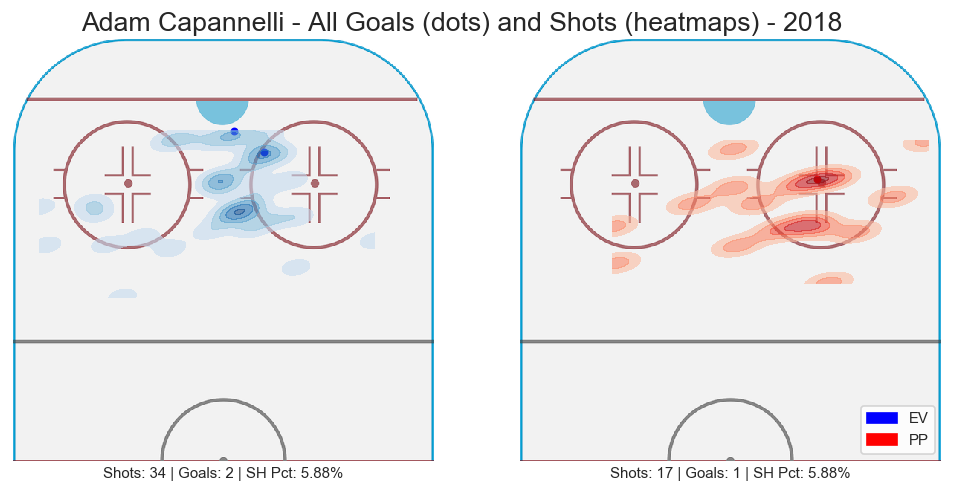 Adam Capannelli - All Goals (dots) and Shots (heatmaps) - 2018
EV
PP
Shots: 34 | Goals: 2 | SH Pct: 5.88%
Shots: 17 | Goals: 1 | SH Pct: 5.88%